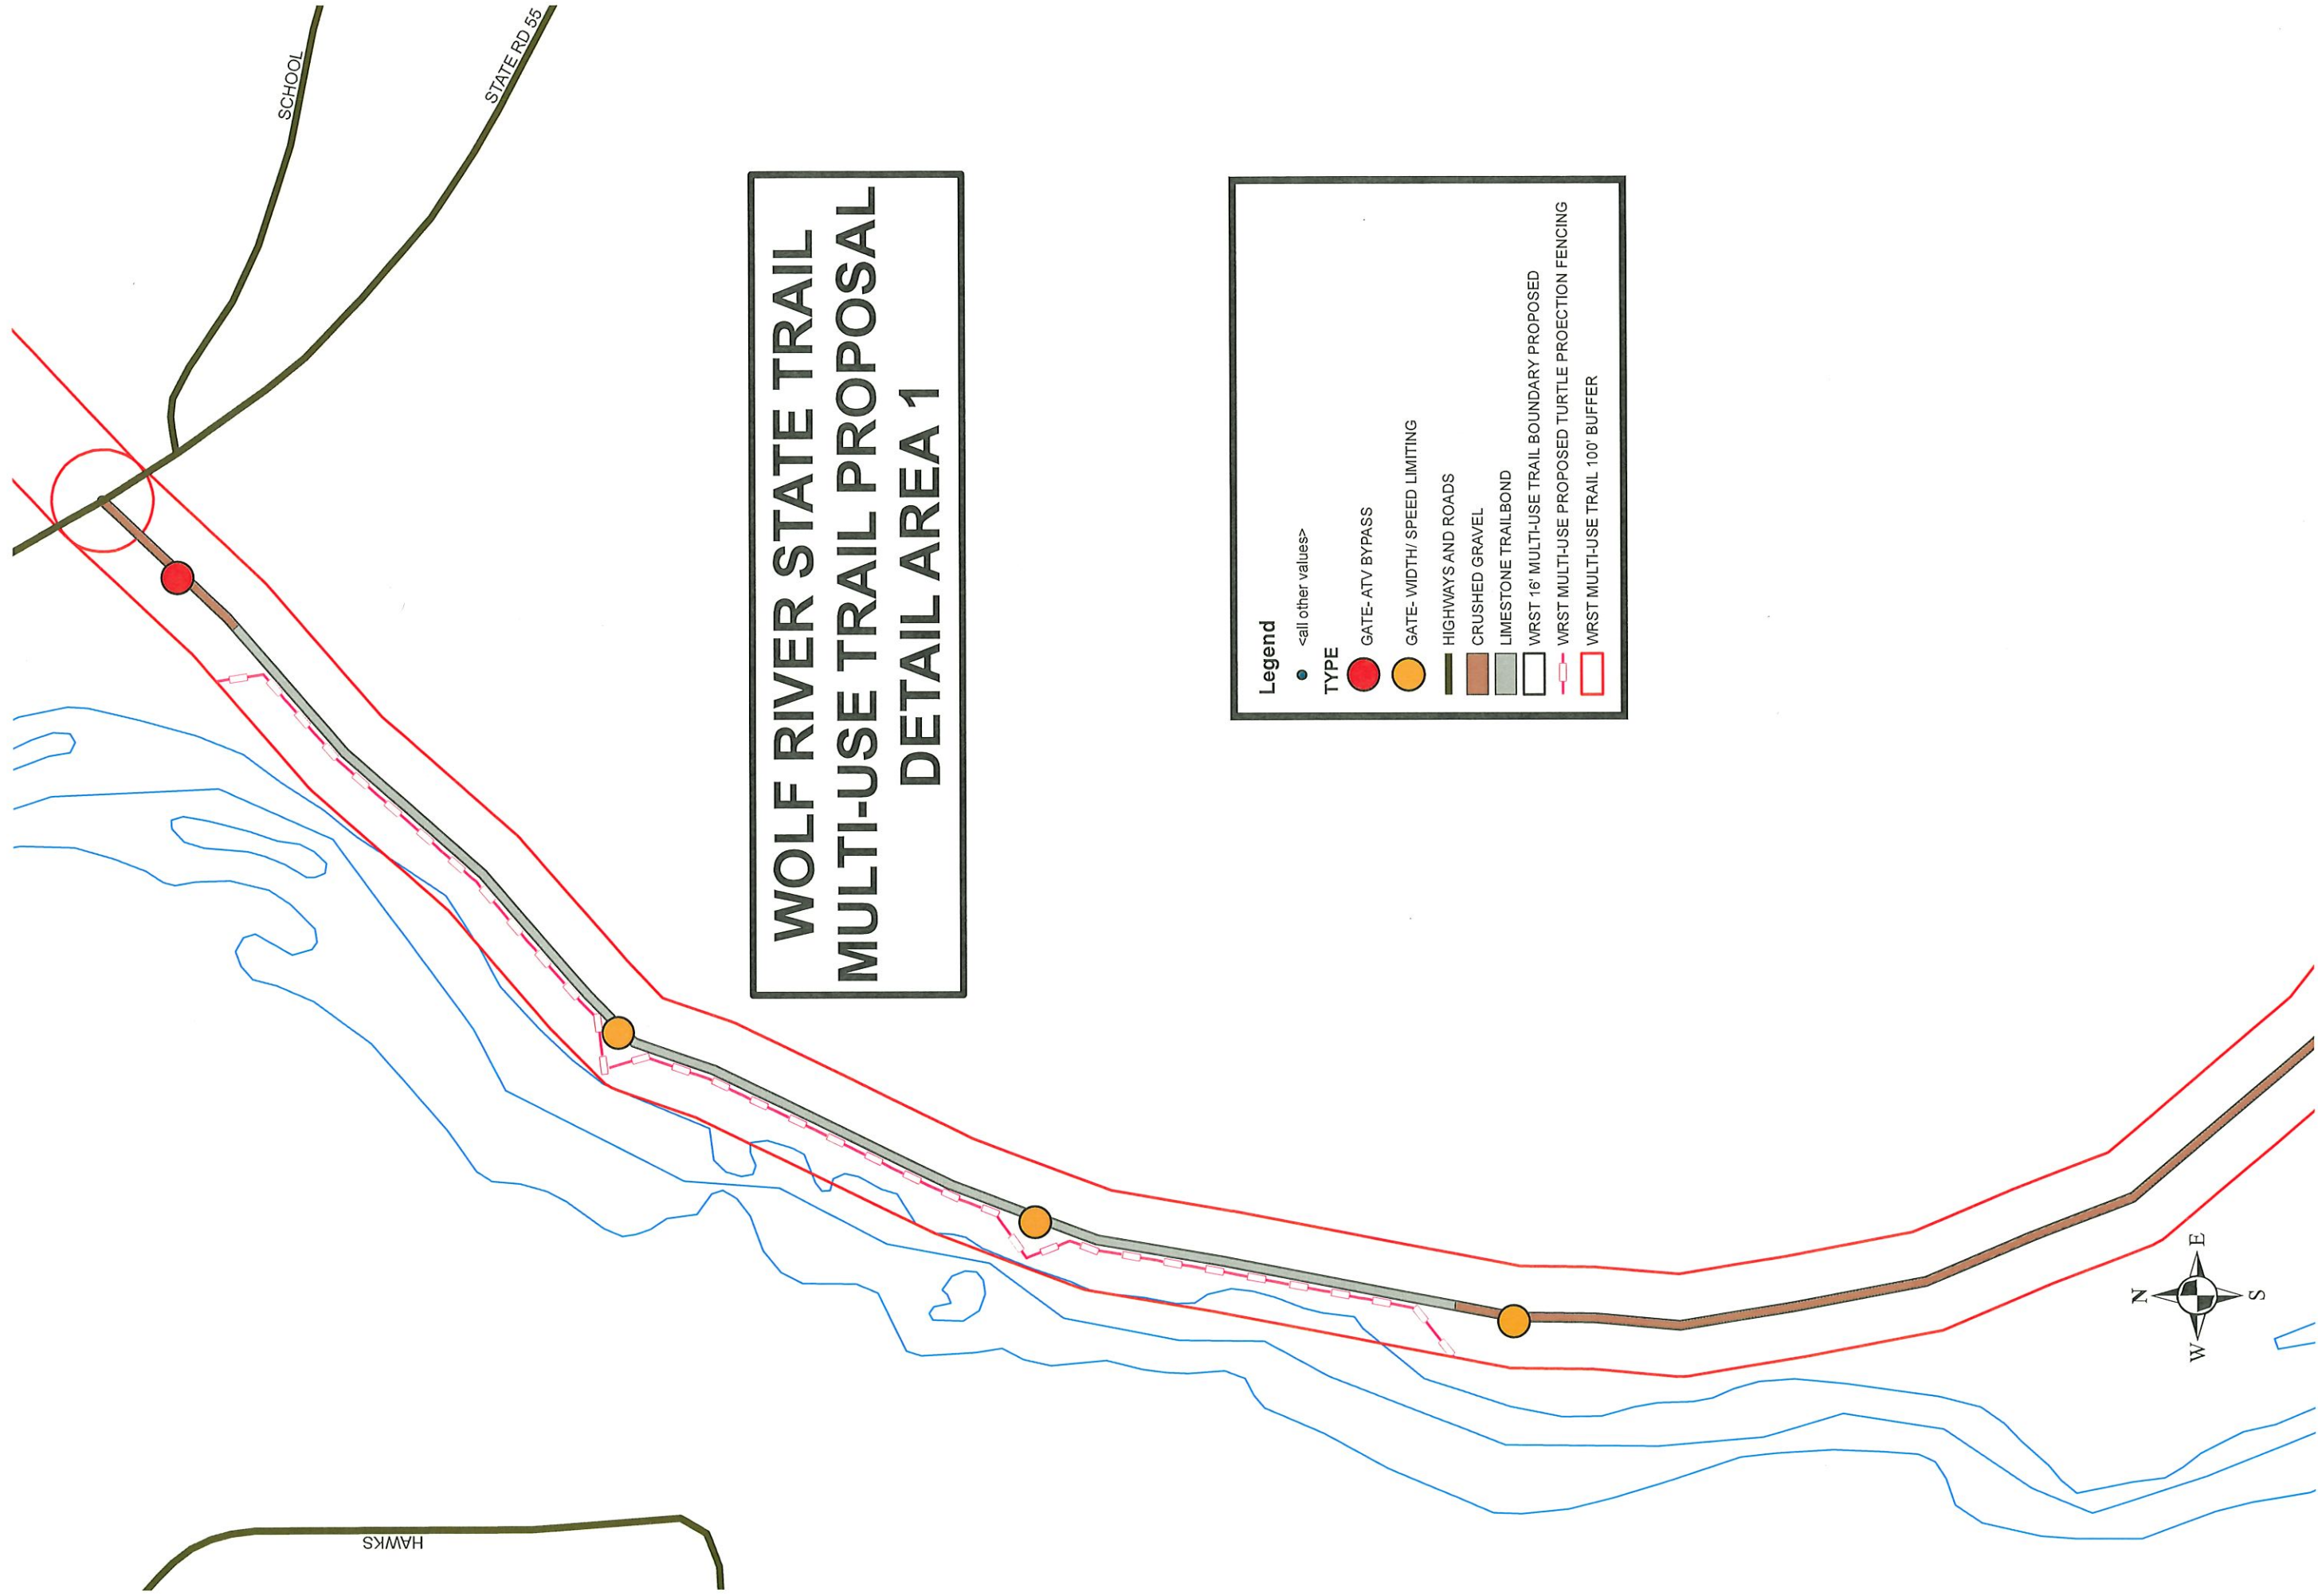 WOLF RIVER STATE TRAIL
MULTI-USE TRAIL PROPOSAL
DETAIL AREA 1
Legend
<all other values>
TYPE
GATE- ATV BYPASS
GATE- WIDTH/ SPEED LIMITING
HIGHWAYS AND ROADS
CRUSHED GRAVEL
LIMESTONE TRAILBOND
WRST 16' MULTI-USE TRAIL BOUNDARY PROPOSED
WRST MULTI-USE PROPOSED TURTLE PROECTION FENCING
WRST MULTI-USE TRAIL 100' BUFFER
SCHOOL
STATE RD 55
HAWKS
N
E
S
W